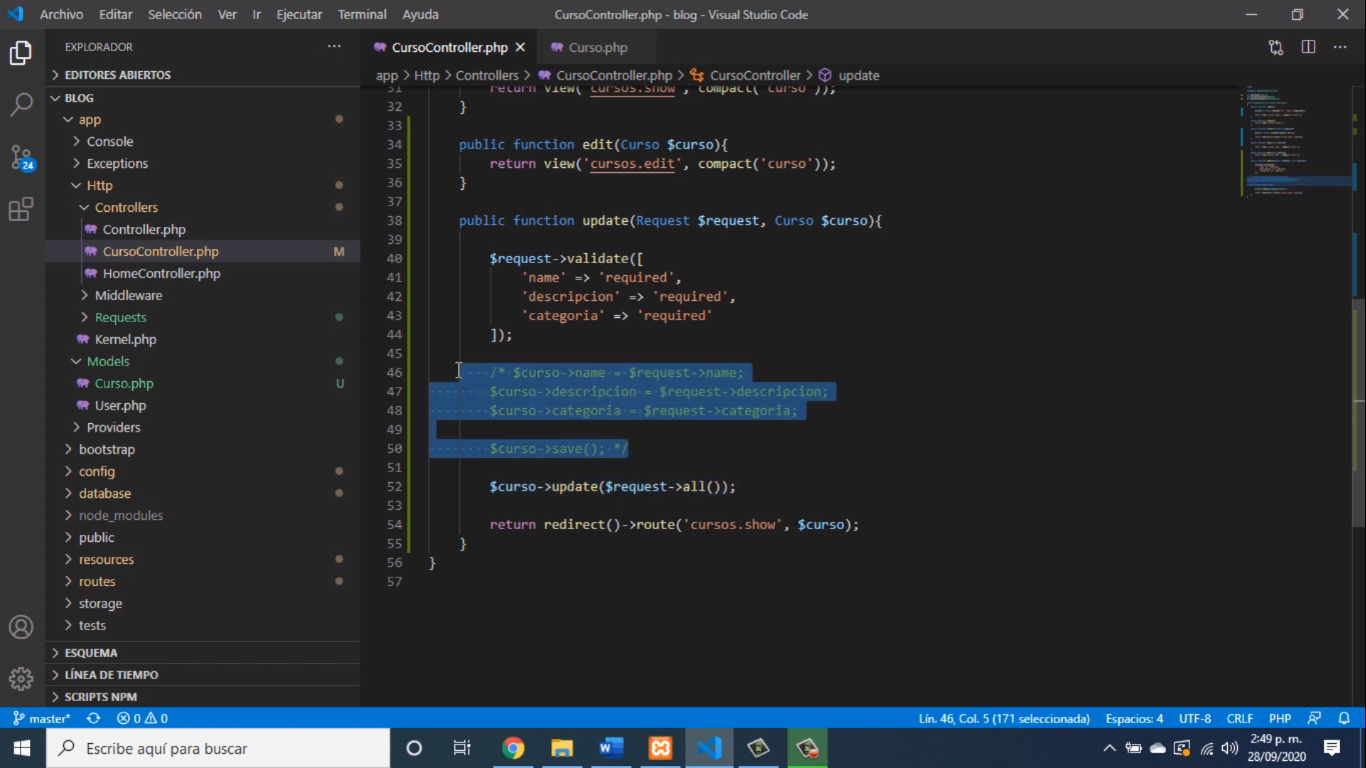 Archivo Editar Selección Ver Ir Ejecutar Terminal Ayuda
CursoController.php - blog - Visual Studio Code
EXPLORADOR
EDITORES ABIERTOS
BLOG
app
Console
Exceptions
Http
Controllers
Controller.php
CursoController.php M
HomeController.php
Middleware
Requests
Kernel.php
Models
Curso.php U
User.php
Providers
bootstrap
config
database
node_modules
public
resources
routes
storage
tests
ESQUEMA
LÍNEA DE TIEMPO
SCRIPTS NPM
24
CursoController.php Curso.php
app > Http > Controllers > CursoController.php > CursoController > update
31 return view('cursos.show', compact('curso'));
32 }
33
34 public function edit(Curso $curso){
35 return view('cursos.edit', compact('curso'));
36 }
37
38 public function update(Request $request, Curso $curso){
39
40 $request->validate([
41 'name' => 'required',
42 'descripcion' => 'required',
43 'categoria' => 'required'
44 ]);
45
46 /* $curso->name = $request->name;
47 $curso->descripcion = $request->descripcion;
48 $curso->categoria = $request->categoria;
49
50 $curso->save(); */
51
52 $curso->update($request->all());
53
54 return redirect()->route('cursos.show', $curso);
55 }
56 }
57
master* 0 0 Lín. 46, Col. 5 (171 seleccionada) Espacios: 4 UTF-8 CRLF PHP
Escribe aquí para buscar
2:49 p. m.
28/09/2020